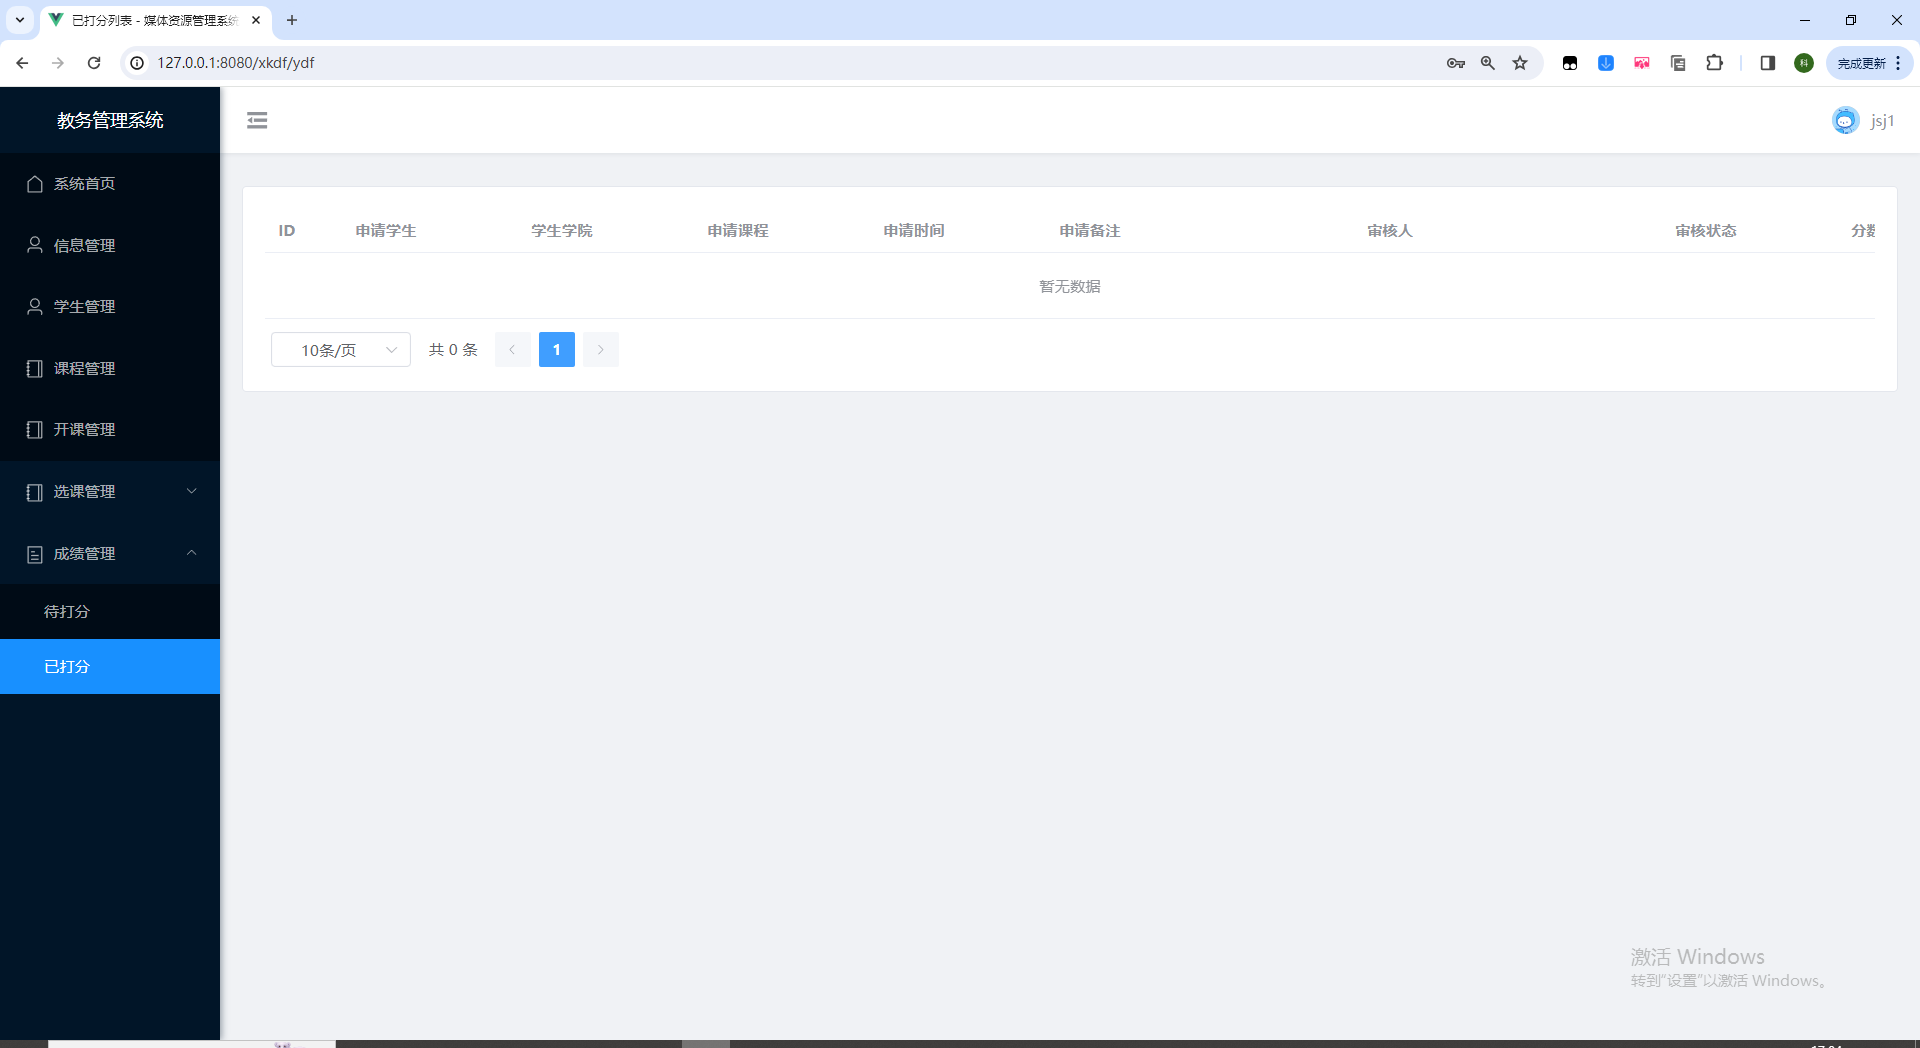 已打分列表 - 媒体资源管理系统
127.0.0.1:8080/xkdf/ydf
科
完成更新
教务管理系统
jsj1
系统首页
信息管理
学生管理
课程管理
开课管理
选课管理
成绩管理
待打分
已打分
ID 申请学生 学生学院 申请课程 申请时间 申请备注 审核人 审核状态 分数
暂无数据
10条/页 共 0 条 1
激活 Windows
转到"设置"以激活 Windows。